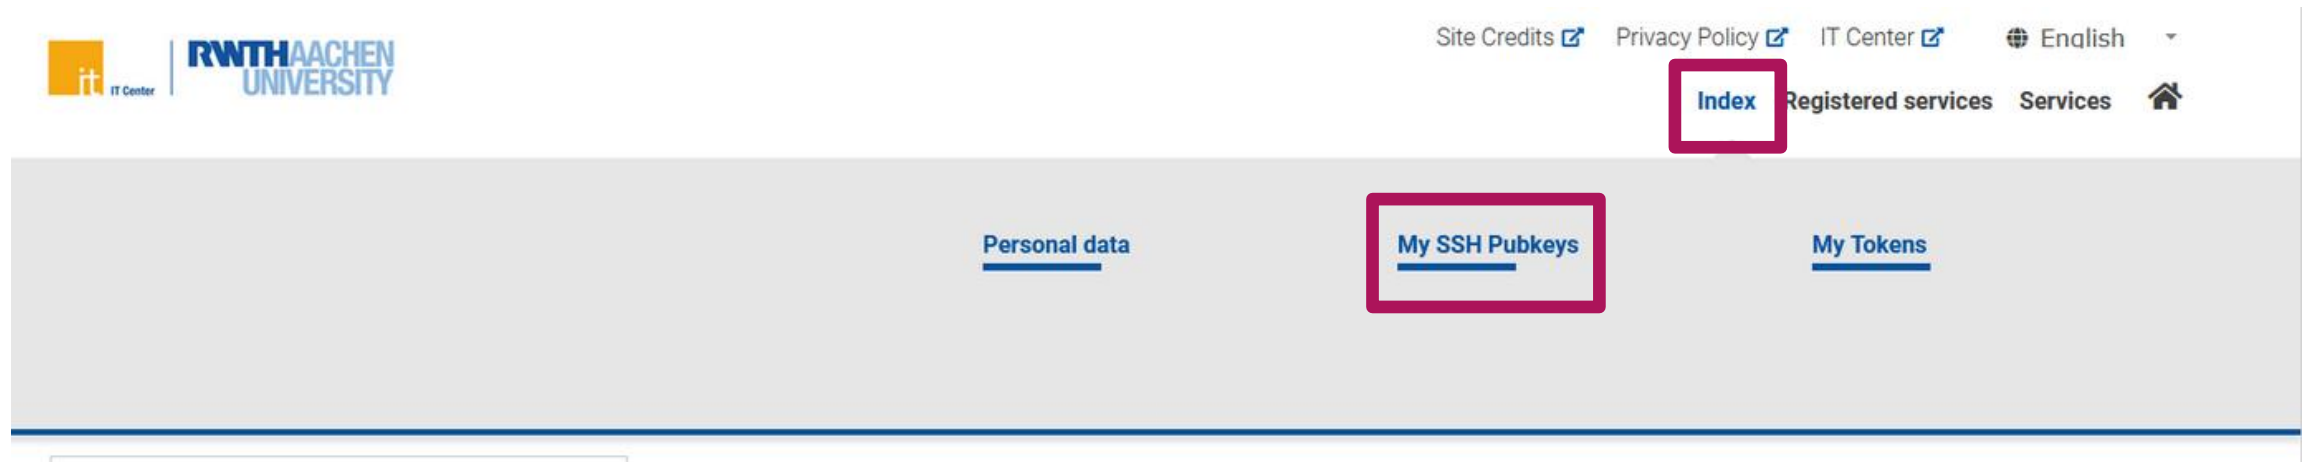 Site Credits Privacy Policy IT Center English
it IT Center RWTHAACHEN
UNIVERSITY
Index Registered services Services
Personal data My SSH Pubkeys My Tokens